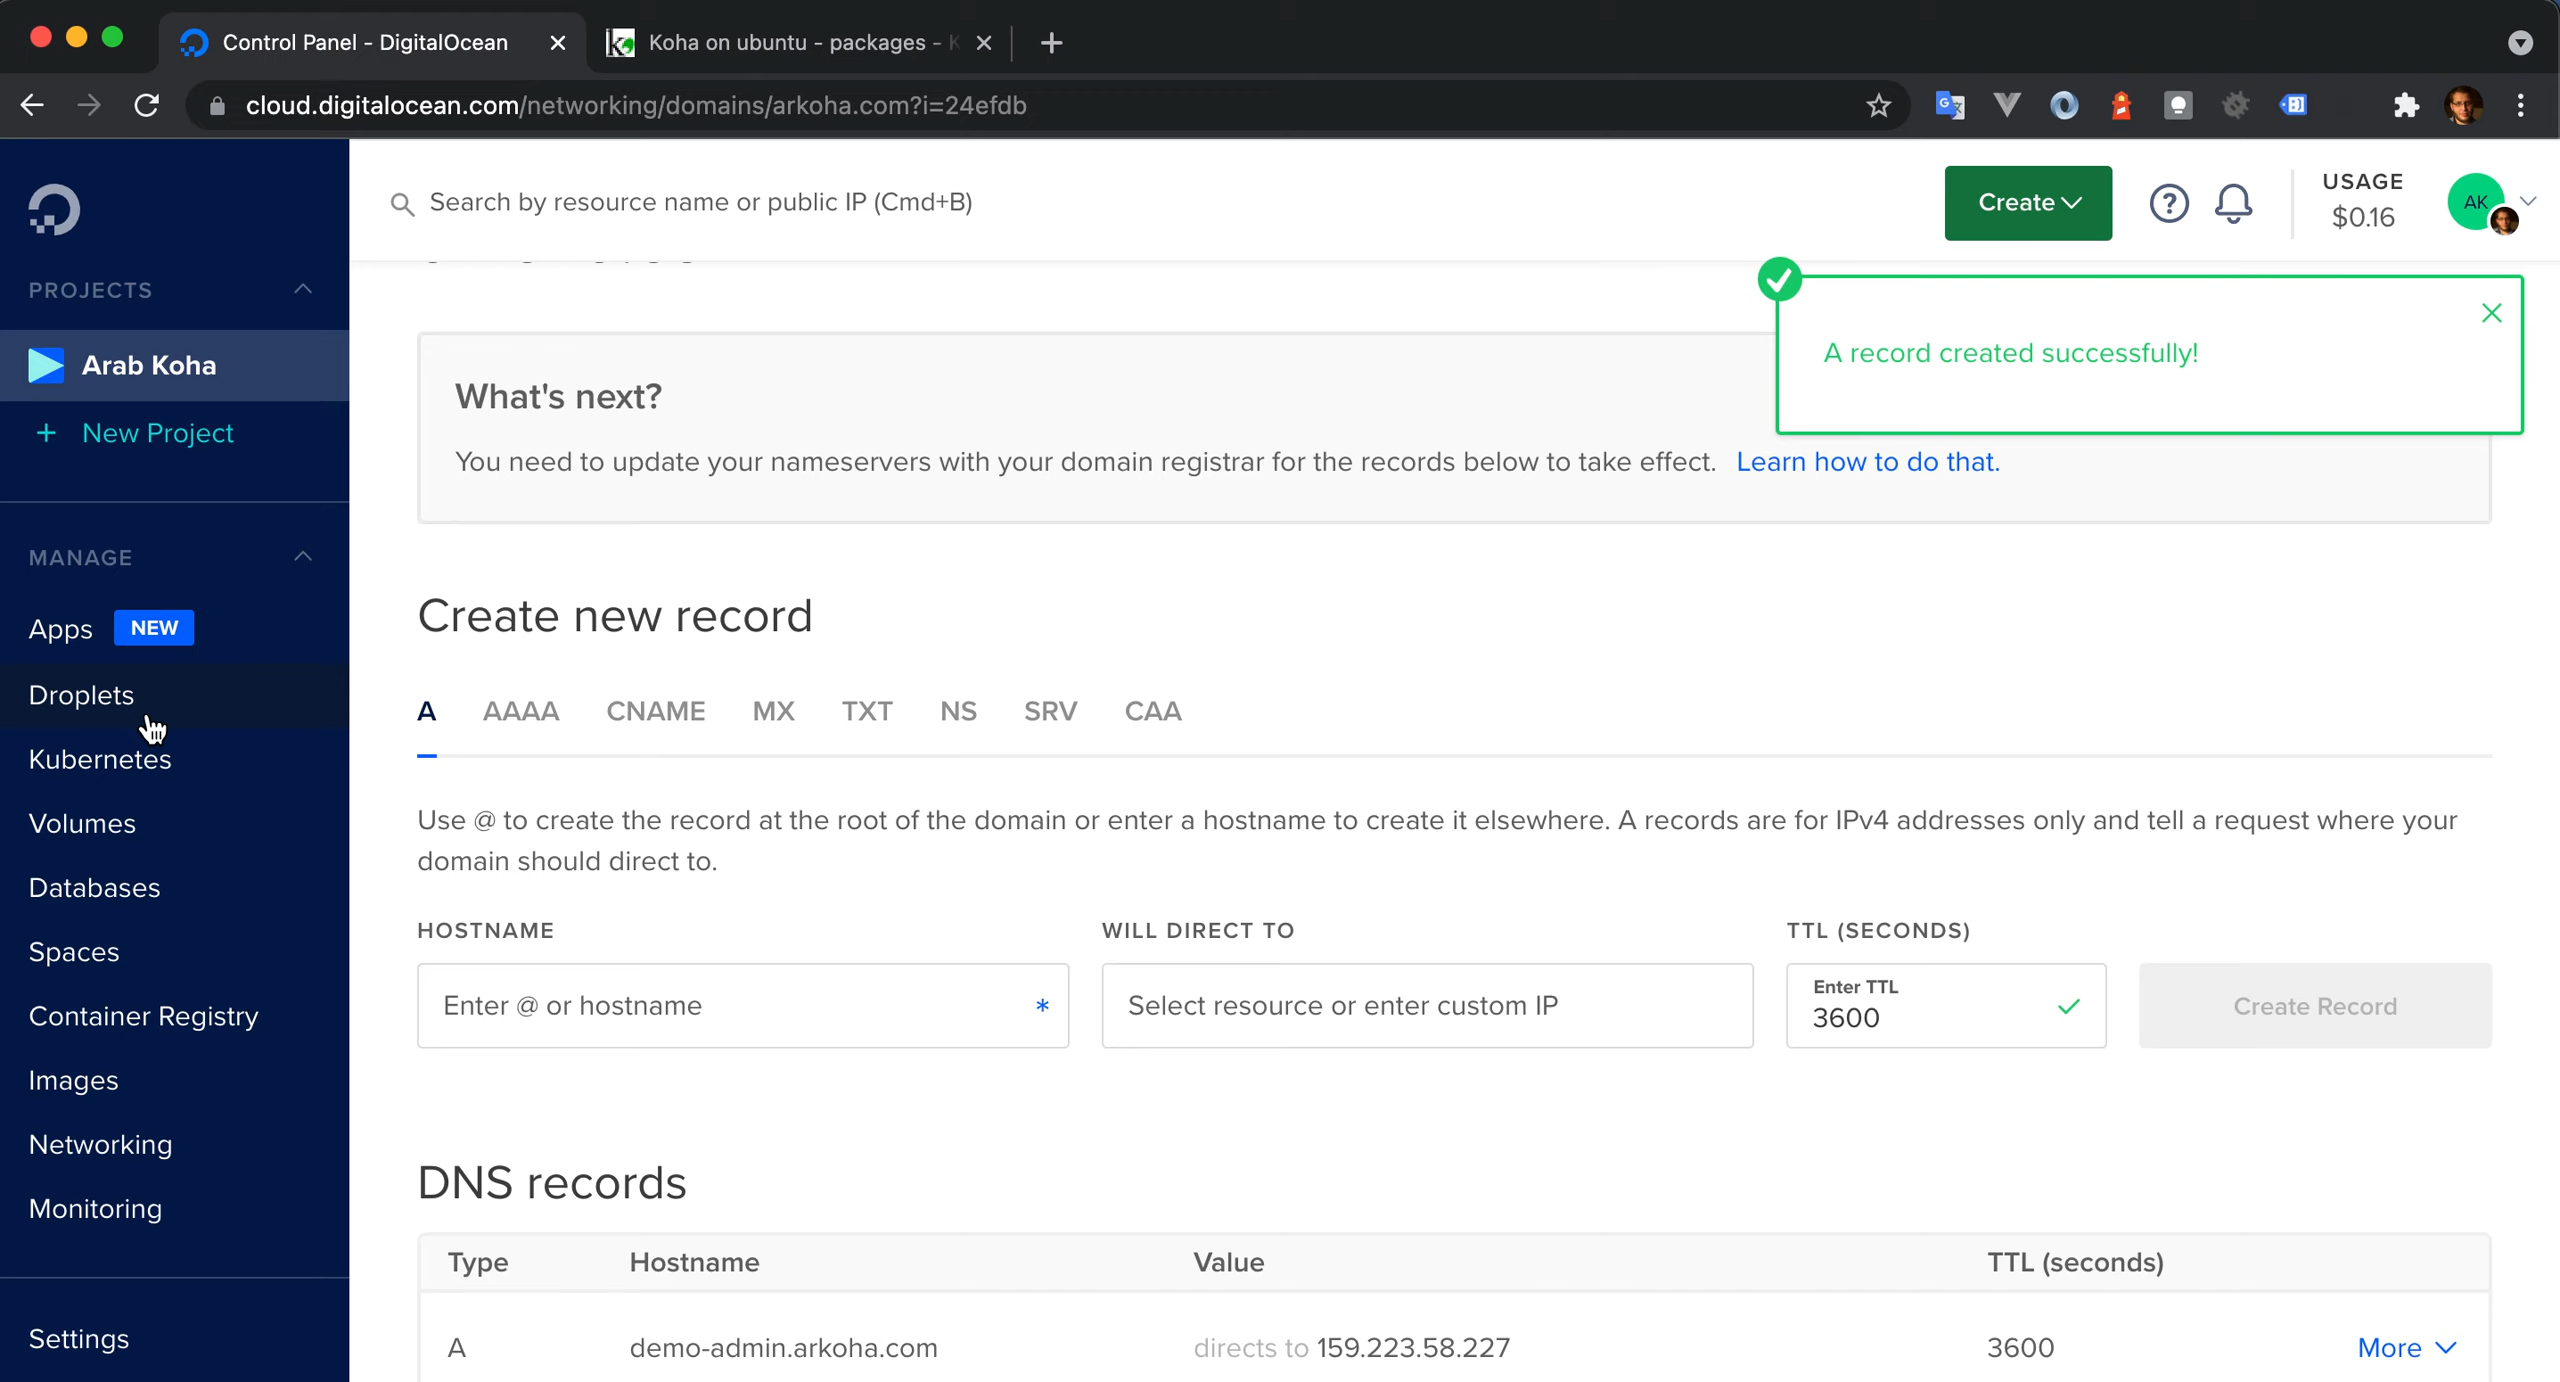 Control Panel - DigitalOcean
Koha on ubuntu - packages -
cloud.digitalocean.com/networking/domains/arkoha.com?i=24efdb
Search by resource name or public IP (Cmd+B)
Create
USAGE
$0.16
AK
PROJECTS
Arab Koha
+ New Project
MANAGE
Apps NEW
Droplets
Kubernetes
Volumes
Databases
Spaces
Container Registry
Images
Networking
Monitoring
Settings
A record created successfully!
What's next?
You need to update your nameservers with your domain registrar for the records below to take effect. Learn how to do that.
Create new record
A AAAA CNAME MX TXT NS SRV CAA
Use @ to create the record at the root of the domain or enter a hostname to create it elsewhere. A records are for IPv4 addresses only and tell a request where your
domain should direct to.
HOSTNAME WILL DIRECT TO TTL (SECONDS)
Enter @ or hostname *
Select resource or enter custom IP
Enter TTL
3600
Create Record
DNS records
Type Hostname Value TTL (seconds)
A demo-admin.arkoha.com directs to 159.223.58.227 3600 More